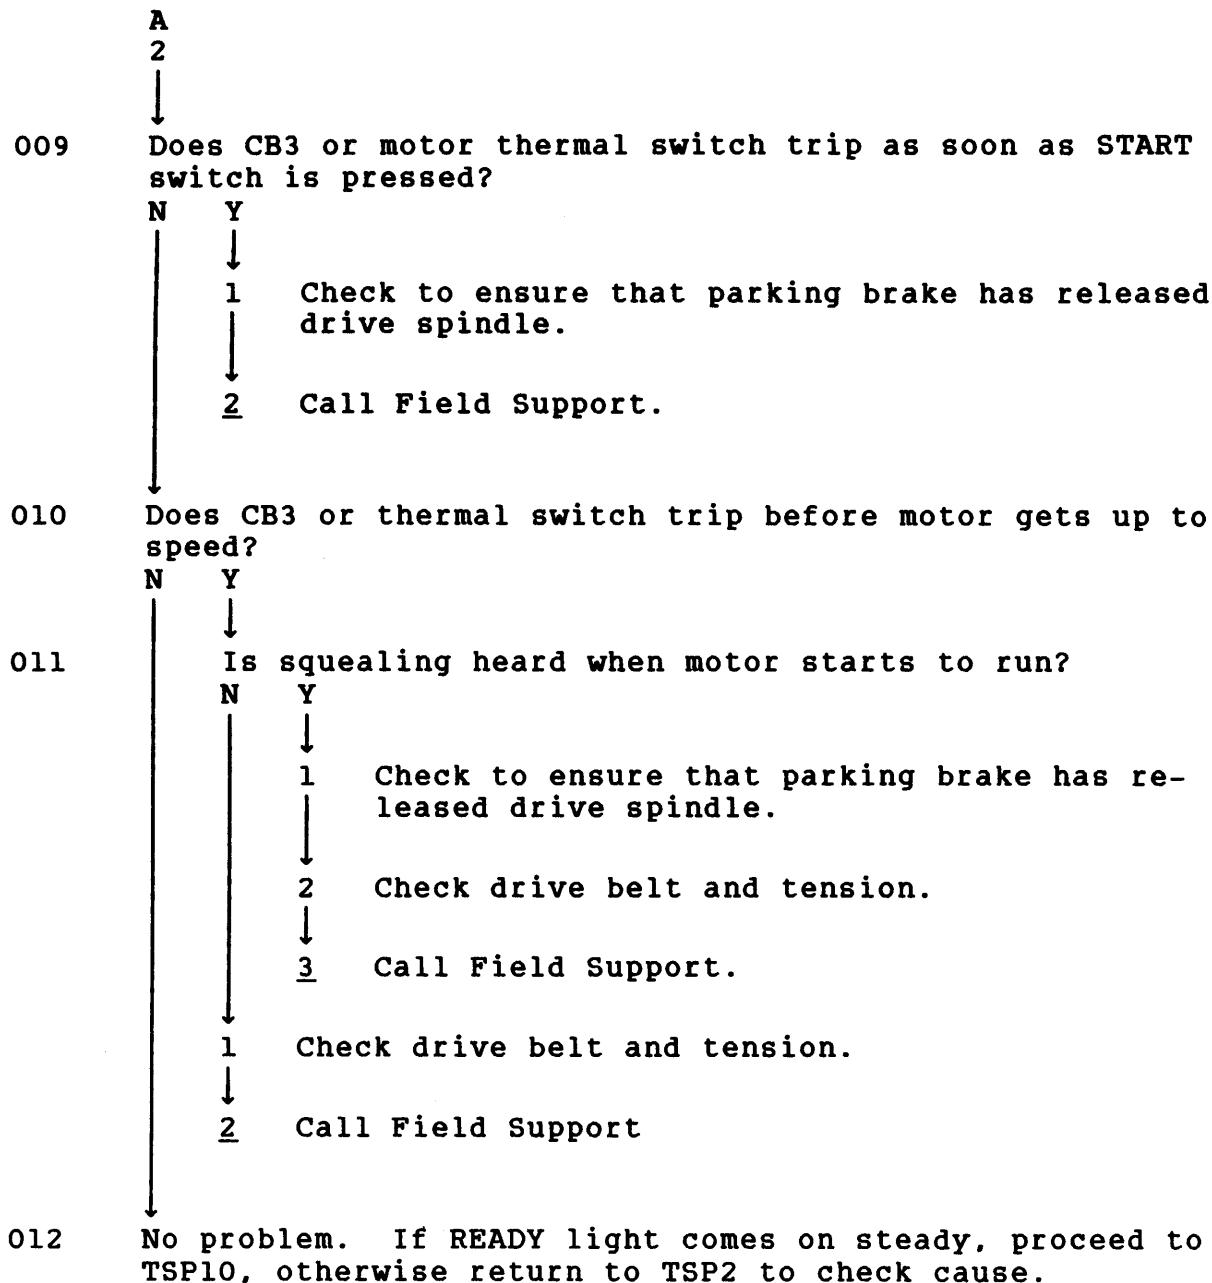 A
2
009 Does CB3 or motor thermal switch trip as soon as START
switch is pressed?
N Y
1 Check to ensure that parking brake has released
drive spindle.
2 Call Field Support.
010 Does CB3 or thermal switch trip before motor gets up to
speed?
N Y
011 Is squealing heard when motor starts to run?
N Y
1 Check to ensure that parking brake has re-
leased drive spindle.
2 Check drive belt and tension.
3 Call Field Support.
1 Check drive belt and tension.
2 Call Field Support
012 No problem. If READY light comes on steady, proceed to
TSP10, otherwise return to TSP2 to check cause.